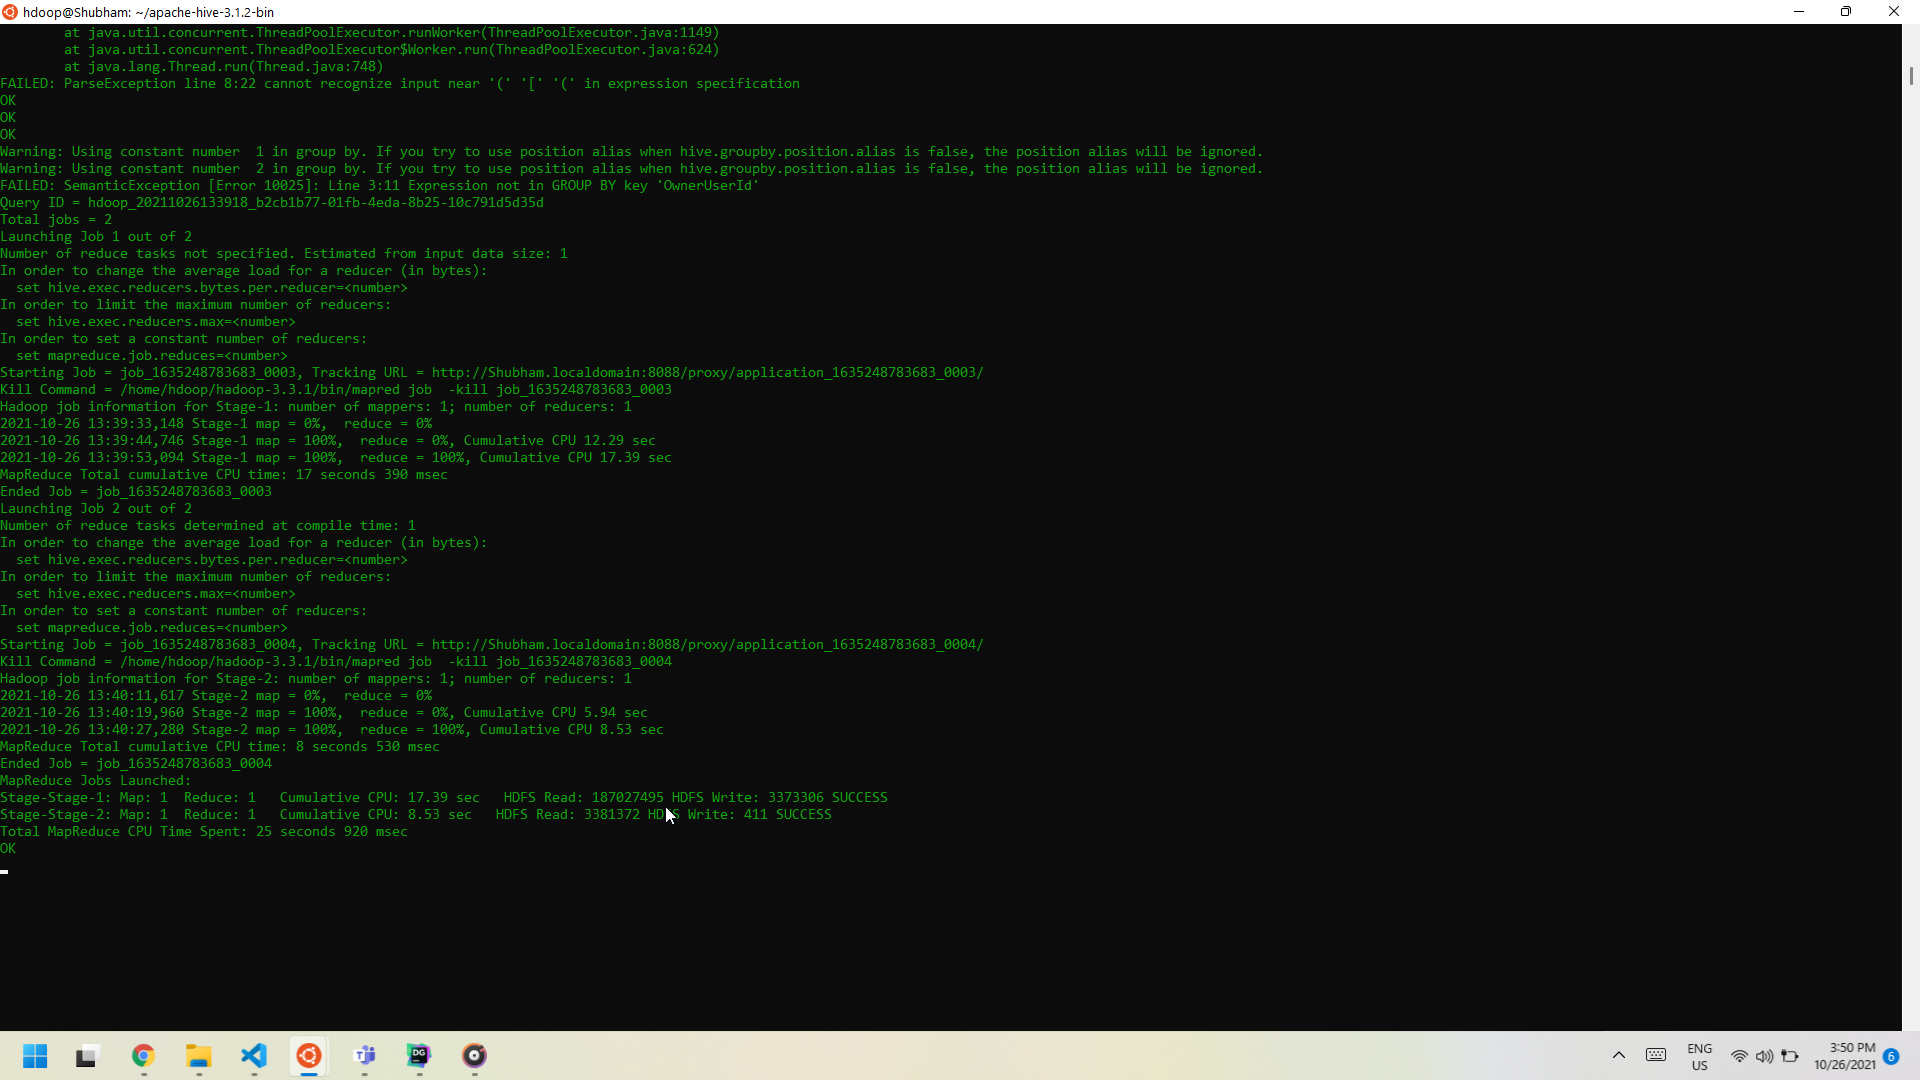 hdoop@Shubham: ~/apache-hive-3.1.2-bin
at java.util.concurrent.ThreadPoolExecutor.runWorker(ThreadPoolExecutor.java:1149)
at java.util.concurrent.ThreadPoolExecutor$Worker.run(ThreadPoolExecutor.java:624)
at java.lang.Thread.run(Thread.java:748)
FAILED: ParseException line 8:22 cannot recognize input near '(' '[' '(' in expression specification
OK
OK
OK
Warning: Using constant number  1 in group by. If you try to use position alias when hive.groupby.position.alias is false, the position alias will be ignored.
Warning: Using constant number  2 in group by. If you try to use position alias when hive.groupby.position.alias is false, the position alias will be ignored.
FAILED: SemanticException [Error 10025]: Line 3:11 Expression not in GROUP BY key 'OwnerUserId'
Query ID = hdoop_20211026133918_b2cb1b77-01fb-4eda-8b25-10c791d5d35d
Total jobs = 2
Launching Job 1 out of 2
Number of reduce tasks not specified. Estimated from input data size: 1
In order to change the average load for a reducer (in bytes):
set hive.exec.reducers.bytes.per.reducer=<number>
In order to limit the maximum number of reducers:
set hive.exec.reducers.max=<number>
In order to set a constant number of reducers:
set mapreduce.job.reduces=<number>
Starting Job = job_1635248783683_0003, Tracking URL = http://Shubham.localdomain:8088/proxy/application_1635248783683_0003/
Kill Command = /home/hdoop/hadoop-3.3.1/bin/mapred job  -kill job_1635248783683_0003
Hadoop job information for Stage-1: number of mappers: 1; number of reducers: 1
2021-10-26 13:39:33,148 Stage-1 map = 0%,  reduce = 0%
2021-10-26 13:39:44,746 Stage-1 map = 100%,  reduce = 0%, Cumulative CPU 12.29 sec
2021-10-26 13:39:53,094 Stage-1 map = 100%,  reduce = 100%, Cumulative CPU 17.39 sec
MapReduce Total cumulative CPU time: 17 seconds 390 msec
Ended Job = job_1635248783683_0003
Launching Job 2 out of 2
Number of reduce tasks determined at compile time: 1
In order to change the average load for a reducer (in bytes):
set hive.exec.reducers.bytes.per.reducer=<number>
In order to limit the maximum number of reducers:
set hive.exec.reducers.max=<number>
In order to set a constant number of reducers:
set mapreduce.job.reduces=<number>
Starting Job = job_1635248783683_0004, Tracking URL = http://Shubham.localdomain:8088/proxy/application_1635248783683_0004/
Kill Command = /home/hdoop/hadoop-3.3.1/bin/mapred job  -kill job_1635248783683_0004
Hadoop job information for Stage-2: number of mappers: 1; number of reducers: 1
2021-10-26 13:40:11,617 Stage-2 map = 0%,  reduce = 0%
2021-10-26 13:40:19,960 Stage-2 map = 100%,  reduce = 0%, Cumulative CPU 5.94 sec
2021-10-26 13:40:27,280 Stage-2 map = 100%,  reduce = 100%, Cumulative CPU 8.53 sec
MapReduce Total cumulative CPU time: 8 seconds 530 msec
Ended Job = job_1635248783683_0004
MapReduce Jobs Launched:
Stage-Stage-1: Map: 1  Reduce: 1   Cumulative CPU: 17.39 sec   HDFS Read: 187027495 HDFS Write: 3373306 SUCCESS
Stage-Stage-2: Map: 1  Reduce: 1   Cumulative CPU: 8.53 sec   HDFS Read: 3381372 HDFS Write: 411 SUCCESS
Total MapReduce CPU Time Spent: 25 seconds 920 msec
OK
DG
ENG
US
3:50 PM
10/26/2021
6